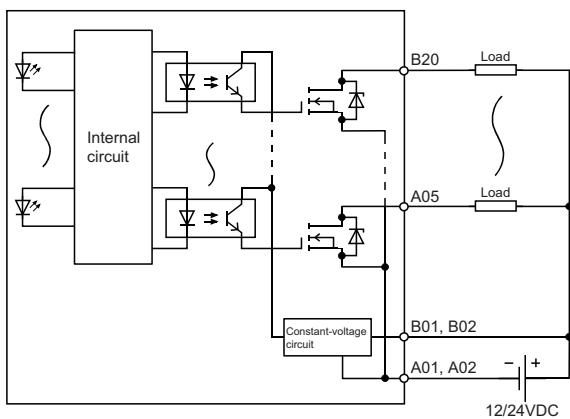 B20
Load
Internal
circuit
A05
Load
Constant-voltage
circuit
B01, B02
A01, A02
− +
12/24VDC